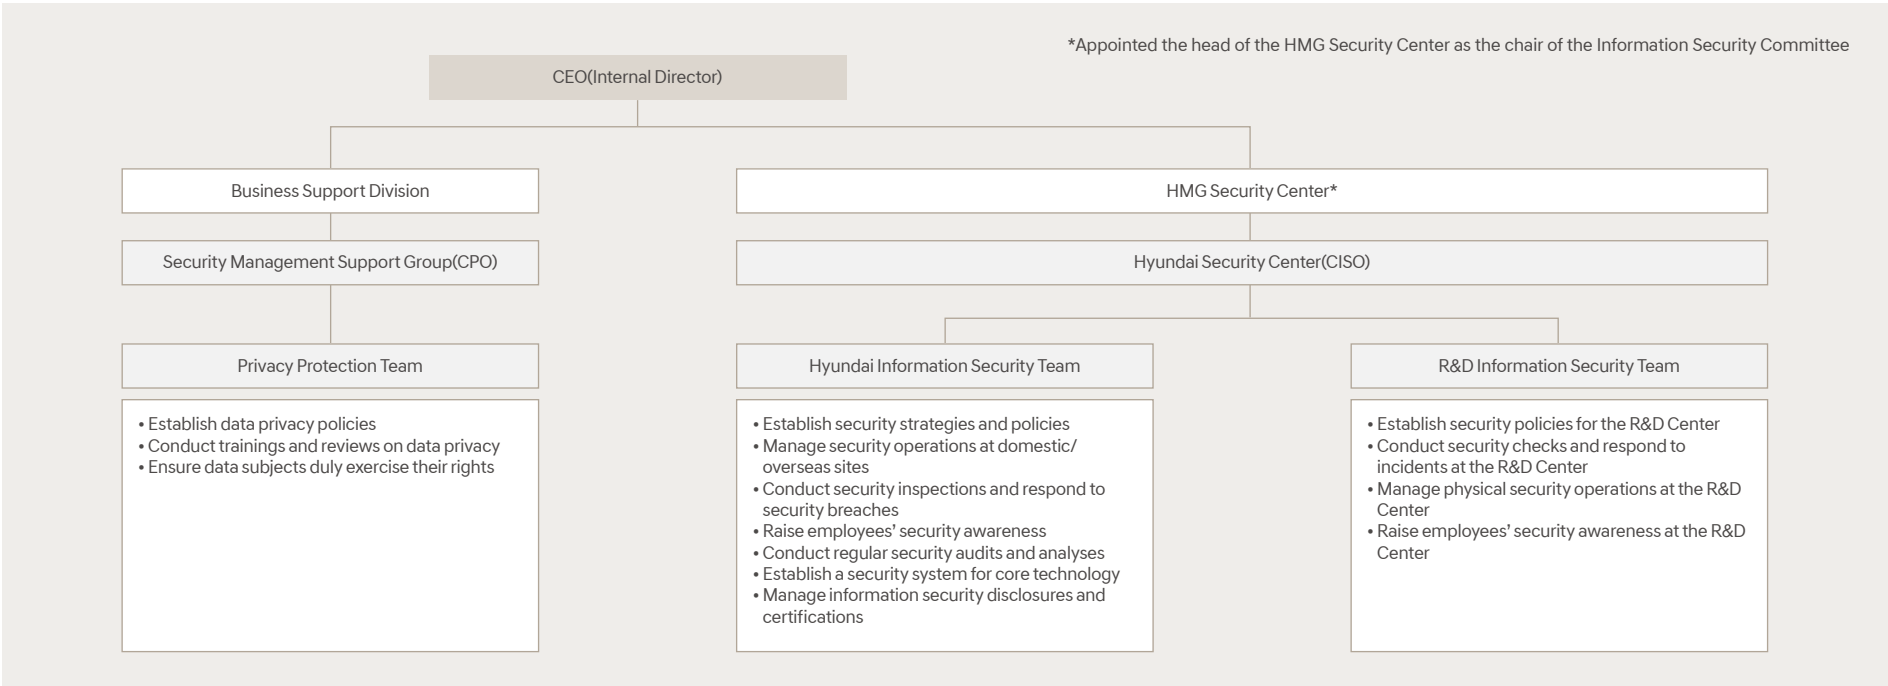 *Appointed the head of the HMG Security Center as the chair of the Information Security Committee
CEO(Internal Director)
Business Support Division
HMG Security Center*
Security Management Support Group(CPO)
Hyundai Security Center(CISO)
Privacy Protection Team
Hyundai Information Security Team
R&D Information Security Team
• Establish data privacy policies
• Conduct trainings and reviews on data privacy
• Ensure data subjects duly exercise their rights
• Establish security strategies and policies
• Manage security operations at domestic/
overseas sites
• Conduct security inspections and respond to
security breaches
• Raise employees’ security awareness
• Conduct regular security audits and analyses
• Establish a security system for core technology
• Manage information security disclosures and
certifications
• Establish security policies for the R&D Center
• Conduct security checks and respond to
incidents at the R&D Center
• Manage physical security operations at the R&D
Center
• Raise employees’ security awareness at the R&D
Center